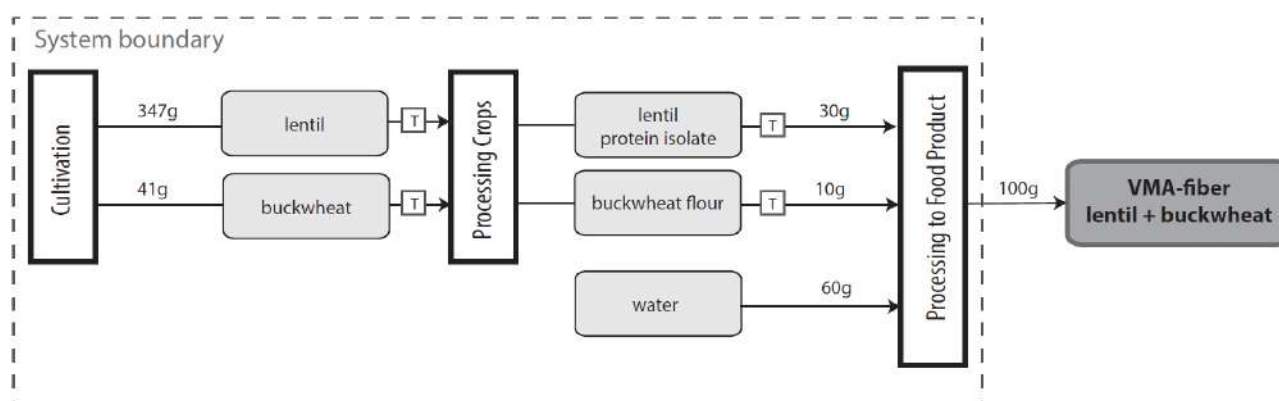 System boundary
Cultivation
347g
lentil
T
41g
buckwheat
T
Processing Crops
lentil
protein isolate
T
30g
buckwheat flour
T
10g
water
60g
Processing to Food Product
100g
VMA-fiber
lentil + buckwheat